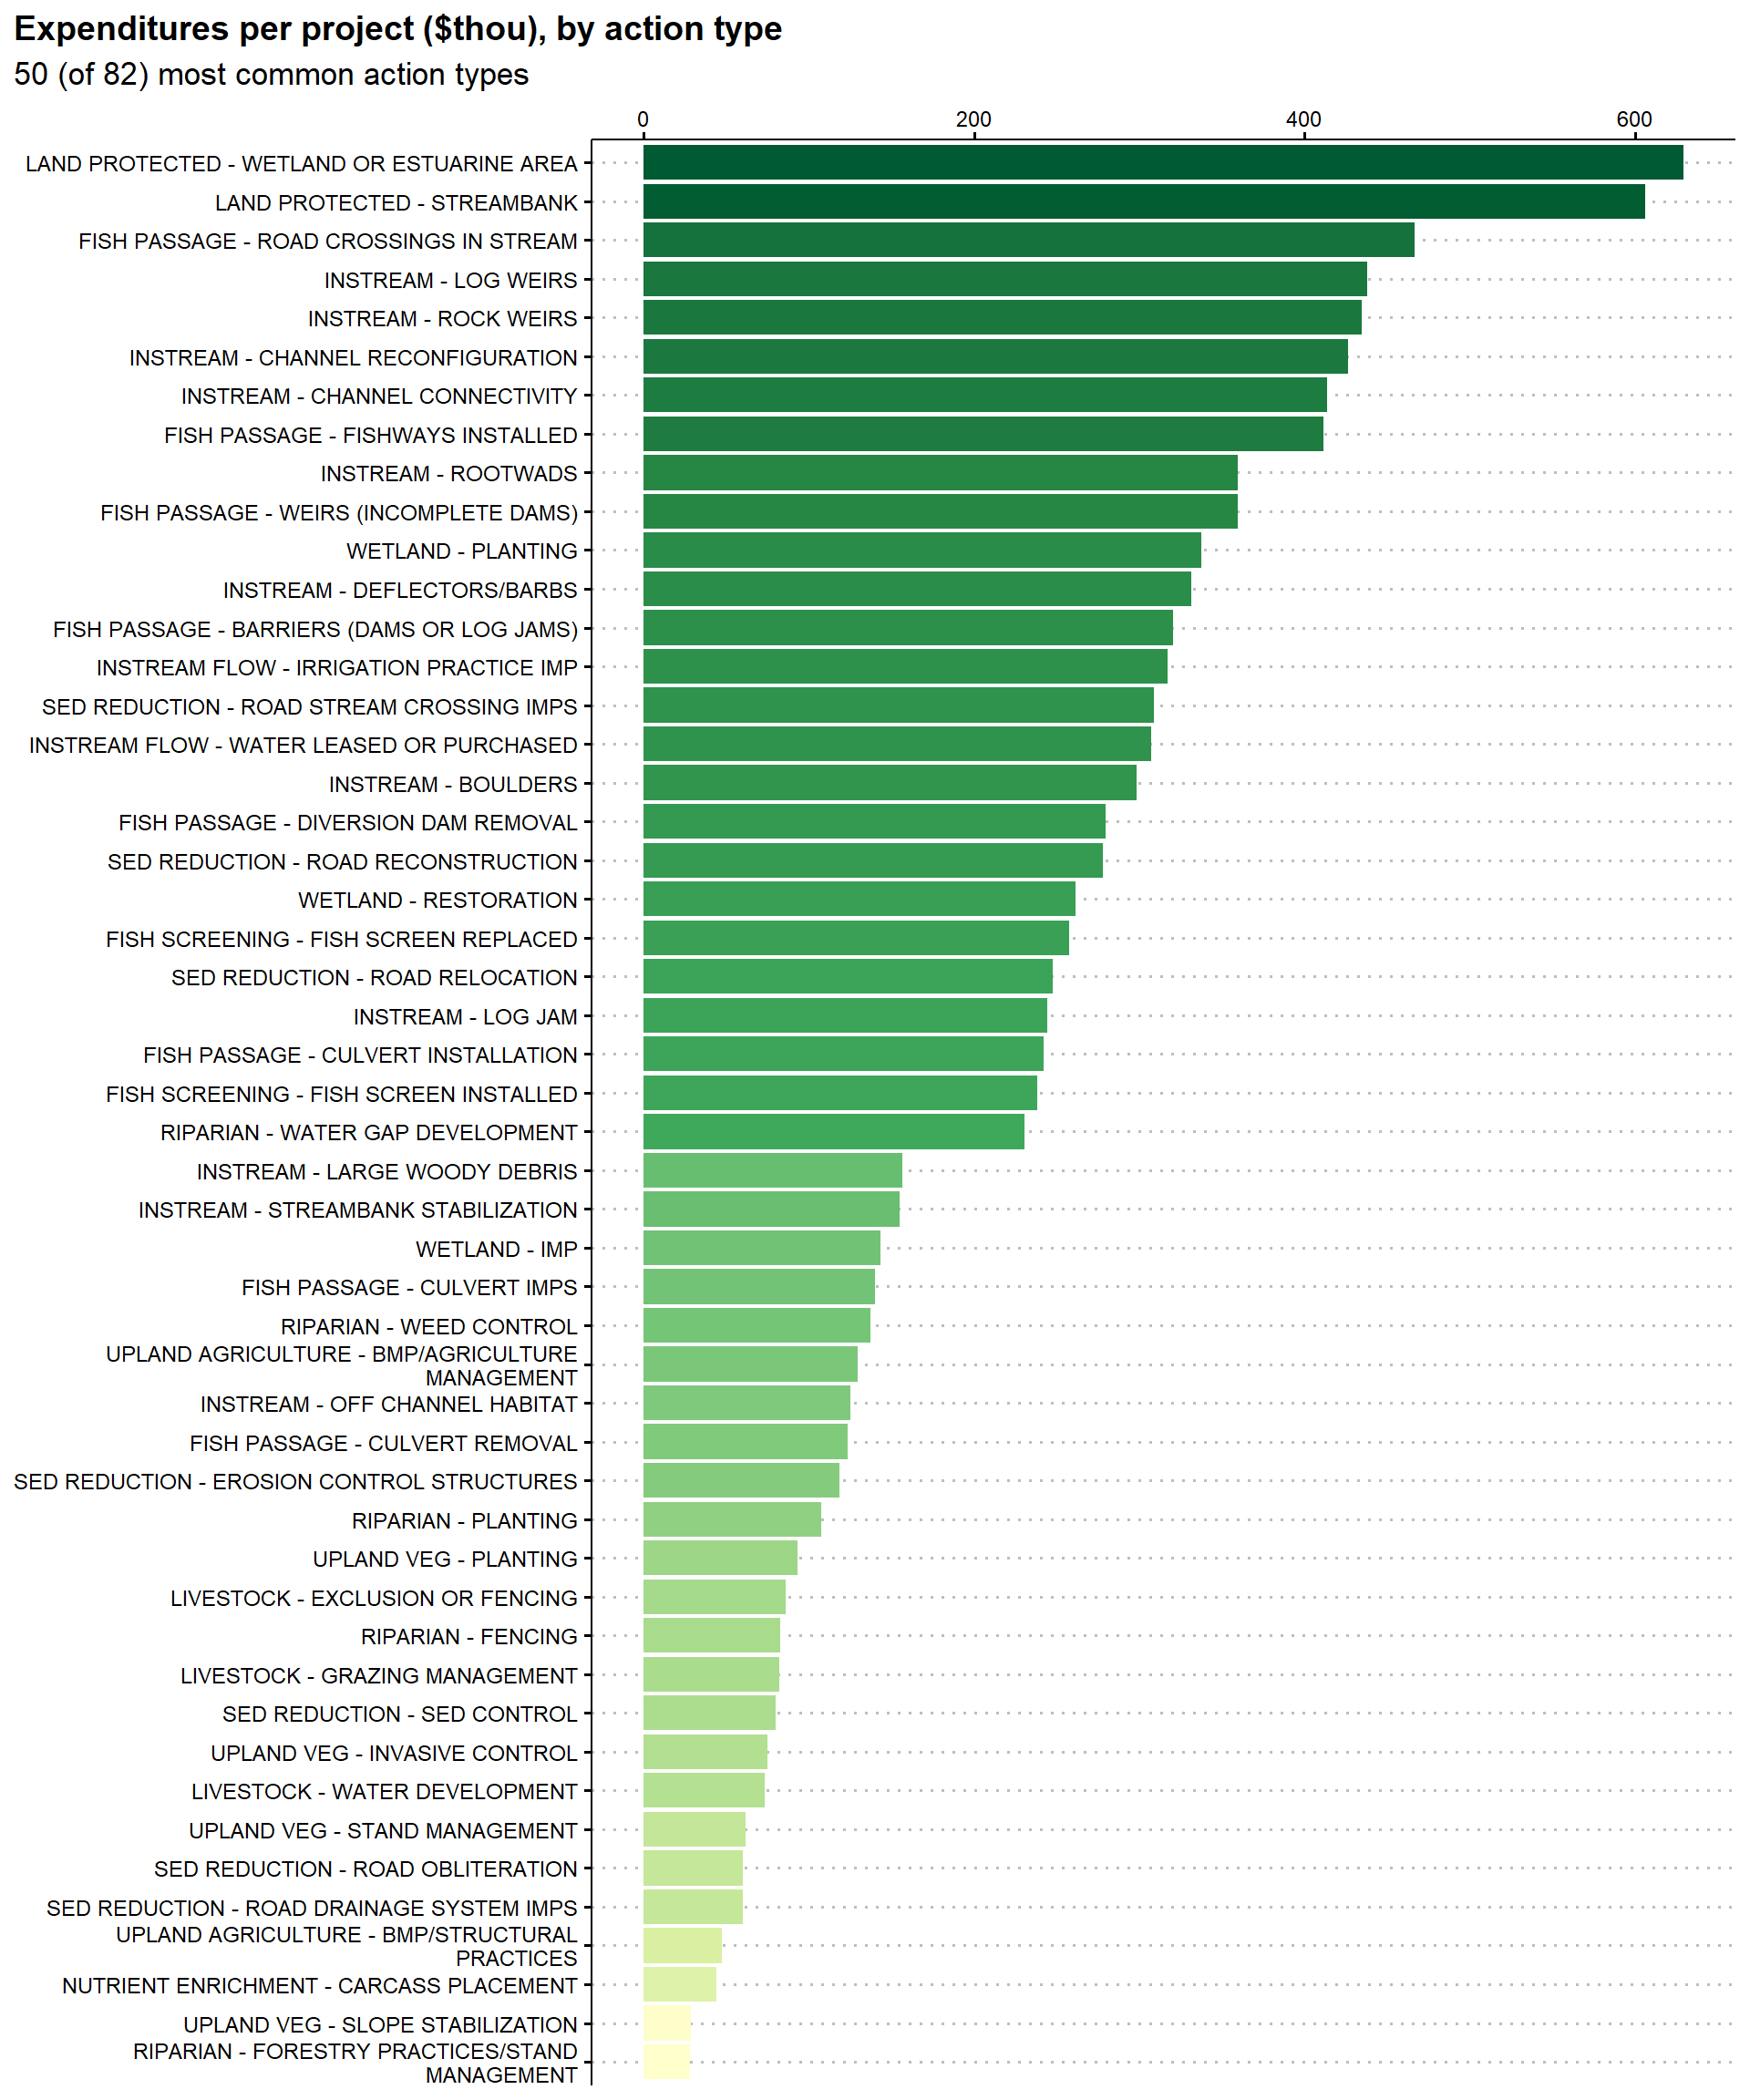 Expenditures per project ($thou), by action type
50 (of 82) most common action types
0 200 400 600
LAND PROTECTED - WETLAND OR ESTUARINE AREA
LAND PROTECTED - STREAMBANK
FISH PASSAGE - ROAD CROSSINGS IN STREAM
INSTREAM - LOG WEIRS
INSTREAM - ROCK WEIRS
INSTREAM - CHANNEL RECONFIGURATION
INSTREAM - CHANNEL CONNECTIVITY
FISH PASSAGE - FISHWAYS INSTALLED
INSTREAM - ROOTWADS
FISH PASSAGE - WEIRS (INCOMPLETE DAMS)
WETLAND - PLANTING
INSTREAM - DEFLECTORS/BARBS
FISH PASSAGE - BARRIERS (DAMS OR LOG JAMS)
INSTREAM FLOW - IRRIGATION PRACTICE IMP
SED REDUCTION - ROAD STREAM CROSSING IMPS
INSTREAM FLOW - WATER LEASED OR PURCHASED
INSTREAM - BOULDERS
FISH PASSAGE - DIVERSION DAM REMOVAL
SED REDUCTION - ROAD RECONSTRUCTION
WETLAND - RESTORATION
FISH SCREENING - FISH SCREEN REPLACED
SED REDUCTION - ROAD RELOCATION
INSTREAM - LOG JAM
FISH PASSAGE - CULVERT INSTALLATION
FISH SCREENING - FISH SCREEN INSTALLED
RIPARIAN - WATER GAP DEVELOPMENT
INSTREAM - LARGE WOODY DEBRIS
INSTREAM - STREAMBANK STABILIZATION
WETLAND - IMP
FISH PASSAGE - CULVERT IMPS
RIPARIAN - WEED CONTROL
UPLAND AGRICULTURE - BMP/AGRICULTURE
MANAGEMENT
INSTREAM - OFF CHANNEL HABITAT
FISH PASSAGE - CULVERT REMOVAL
SED REDUCTION - EROSION CONTROL STRUCTURES
RIPARIAN - PLANTING
UPLAND VEG - PLANTING
LIVESTOCK - EXCLUSION OR FENCING
RIPARIAN - FENCING
LIVESTOCK - GRAZING MANAGEMENT
SED REDUCTION - SED CONTROL
UPLAND VEG - INVASIVE CONTROL
LIVESTOCK - WATER DEVELOPMENT
UPLAND VEG - STAND MANAGEMENT
SED REDUCTION - ROAD OBLITERATION
SED REDUCTION - ROAD DRAINAGE SYSTEM IMPS
UPLAND AGRICULTURE - BMP/STRUCTURAL
PRACTICES
NUTRIENT ENRICHMENT - CARCASS PLACEMENT
UPLAND VEG - SLOPE STABILIZATION
RIPARIAN - FORESTRY PRACTICES/STAND
MANAGEMENT